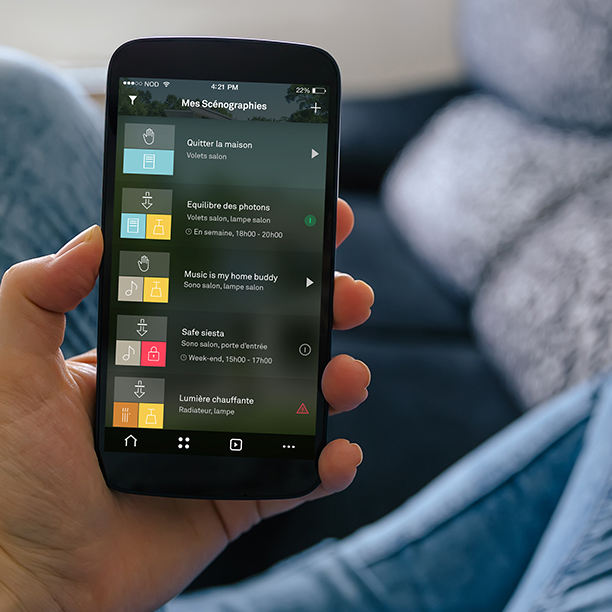 NOD 4:21 PM 22%
Mes Scénographies
Quitter la maison
Volets salon
Equilibre des photons
Volets salon, lampe salon
En semaine, 18h00 - 20h00
Music is my home buddy
Sono salon, lampe salon
Safe siesta
Sono salon, porte d'entrée
Week-end, 15h00 - 17h00
Lumière chauffante
Radiateur, lampe